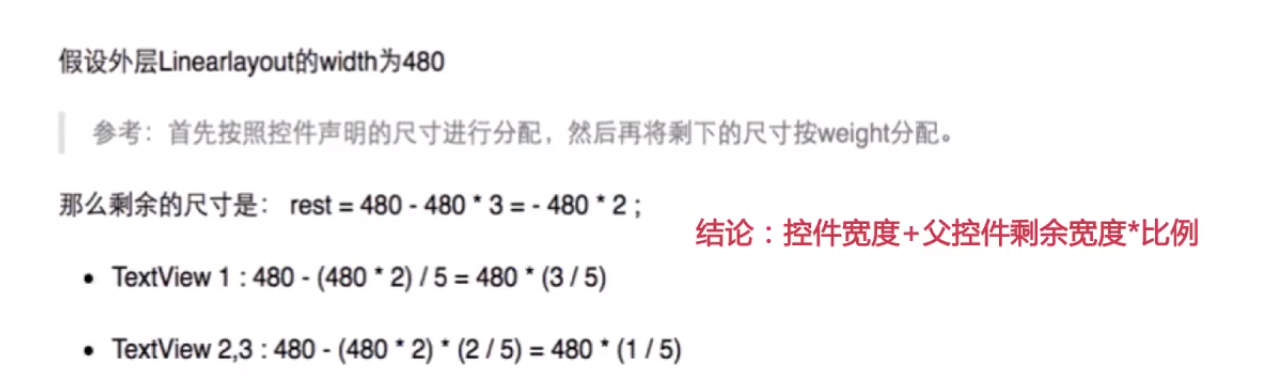 假设外层Linearlayout的width为480
参考：首先按照控件声明的尺寸进行分配，然后再将剩下的尺寸按weight分配。
那么剩余的尺寸是： rest = 480 - 480 * 3 = - 480 * 2 ;
结论：控件宽度+父控件剩余宽度*比例
• TextView 1 : 480 - (480 * 2) / 5 = 480 * (3 / 5)
• TextView 2,3 : 480 - (480 * 2) * (2 / 5) = 480 * (1 / 5)